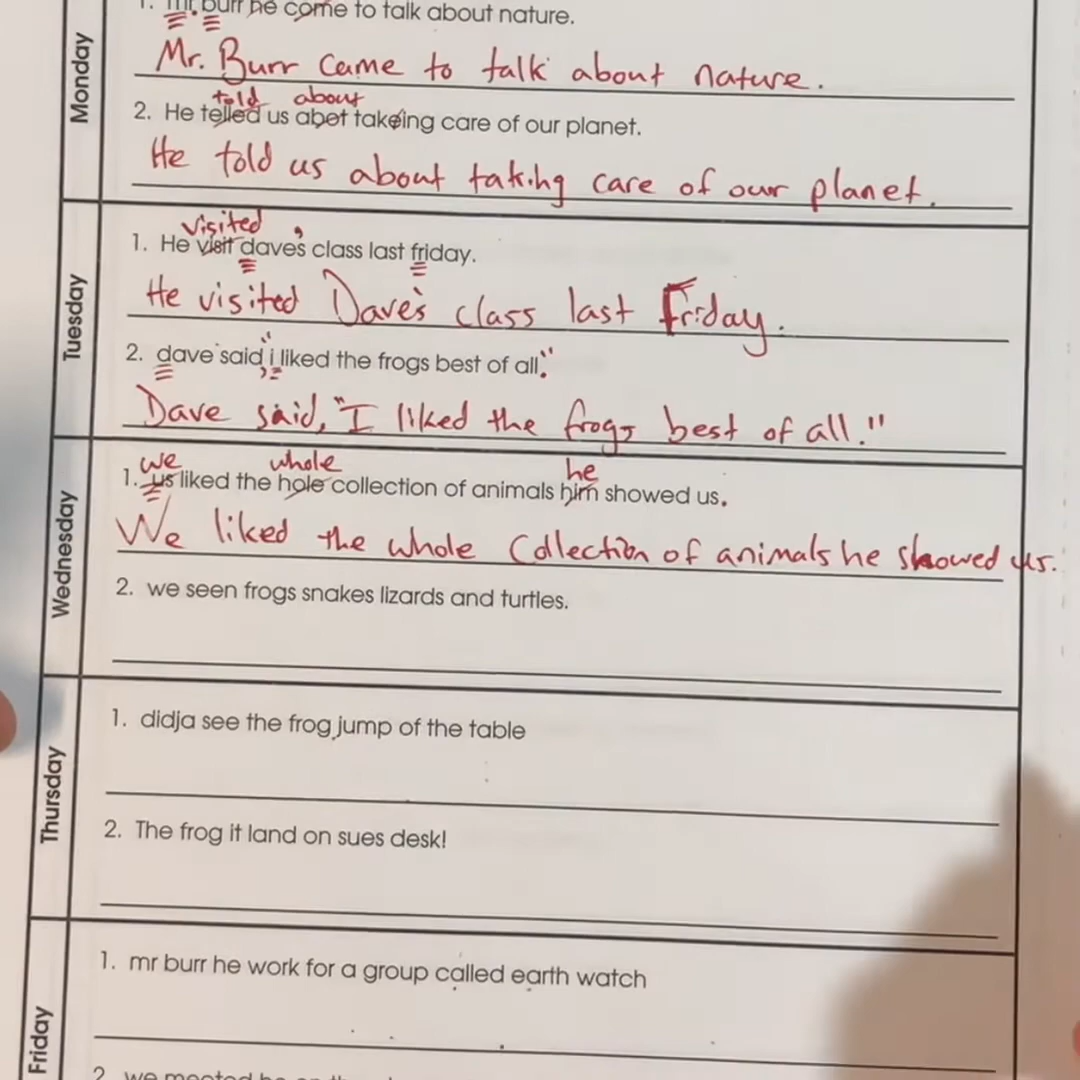 Monday
1. mr. burr he come to talk about nature.
Mr. Burr came to talk about nature.
told about
2. He telled us abet takeing care of our planet.
He told us about taking care of our planet.
Tuesday
visited ,
1. He visit daves class last friday.
He visited Dave's class last Friday.
2. dave said, "i liked the frogs best of all."
Dave said, "I liked the frogs best of all."
Wednesday
we whole he
1. us liked the hole collection of animals him showed us.
We liked the whole Collection of animals he showed us.
2. we seen frogs snakes lizards and turtles.
Thursday
1. didja see the frog jump of the table
2. The frog it land on sues desk!
Friday
1. mr burr he work for a group called earth watch
2. we